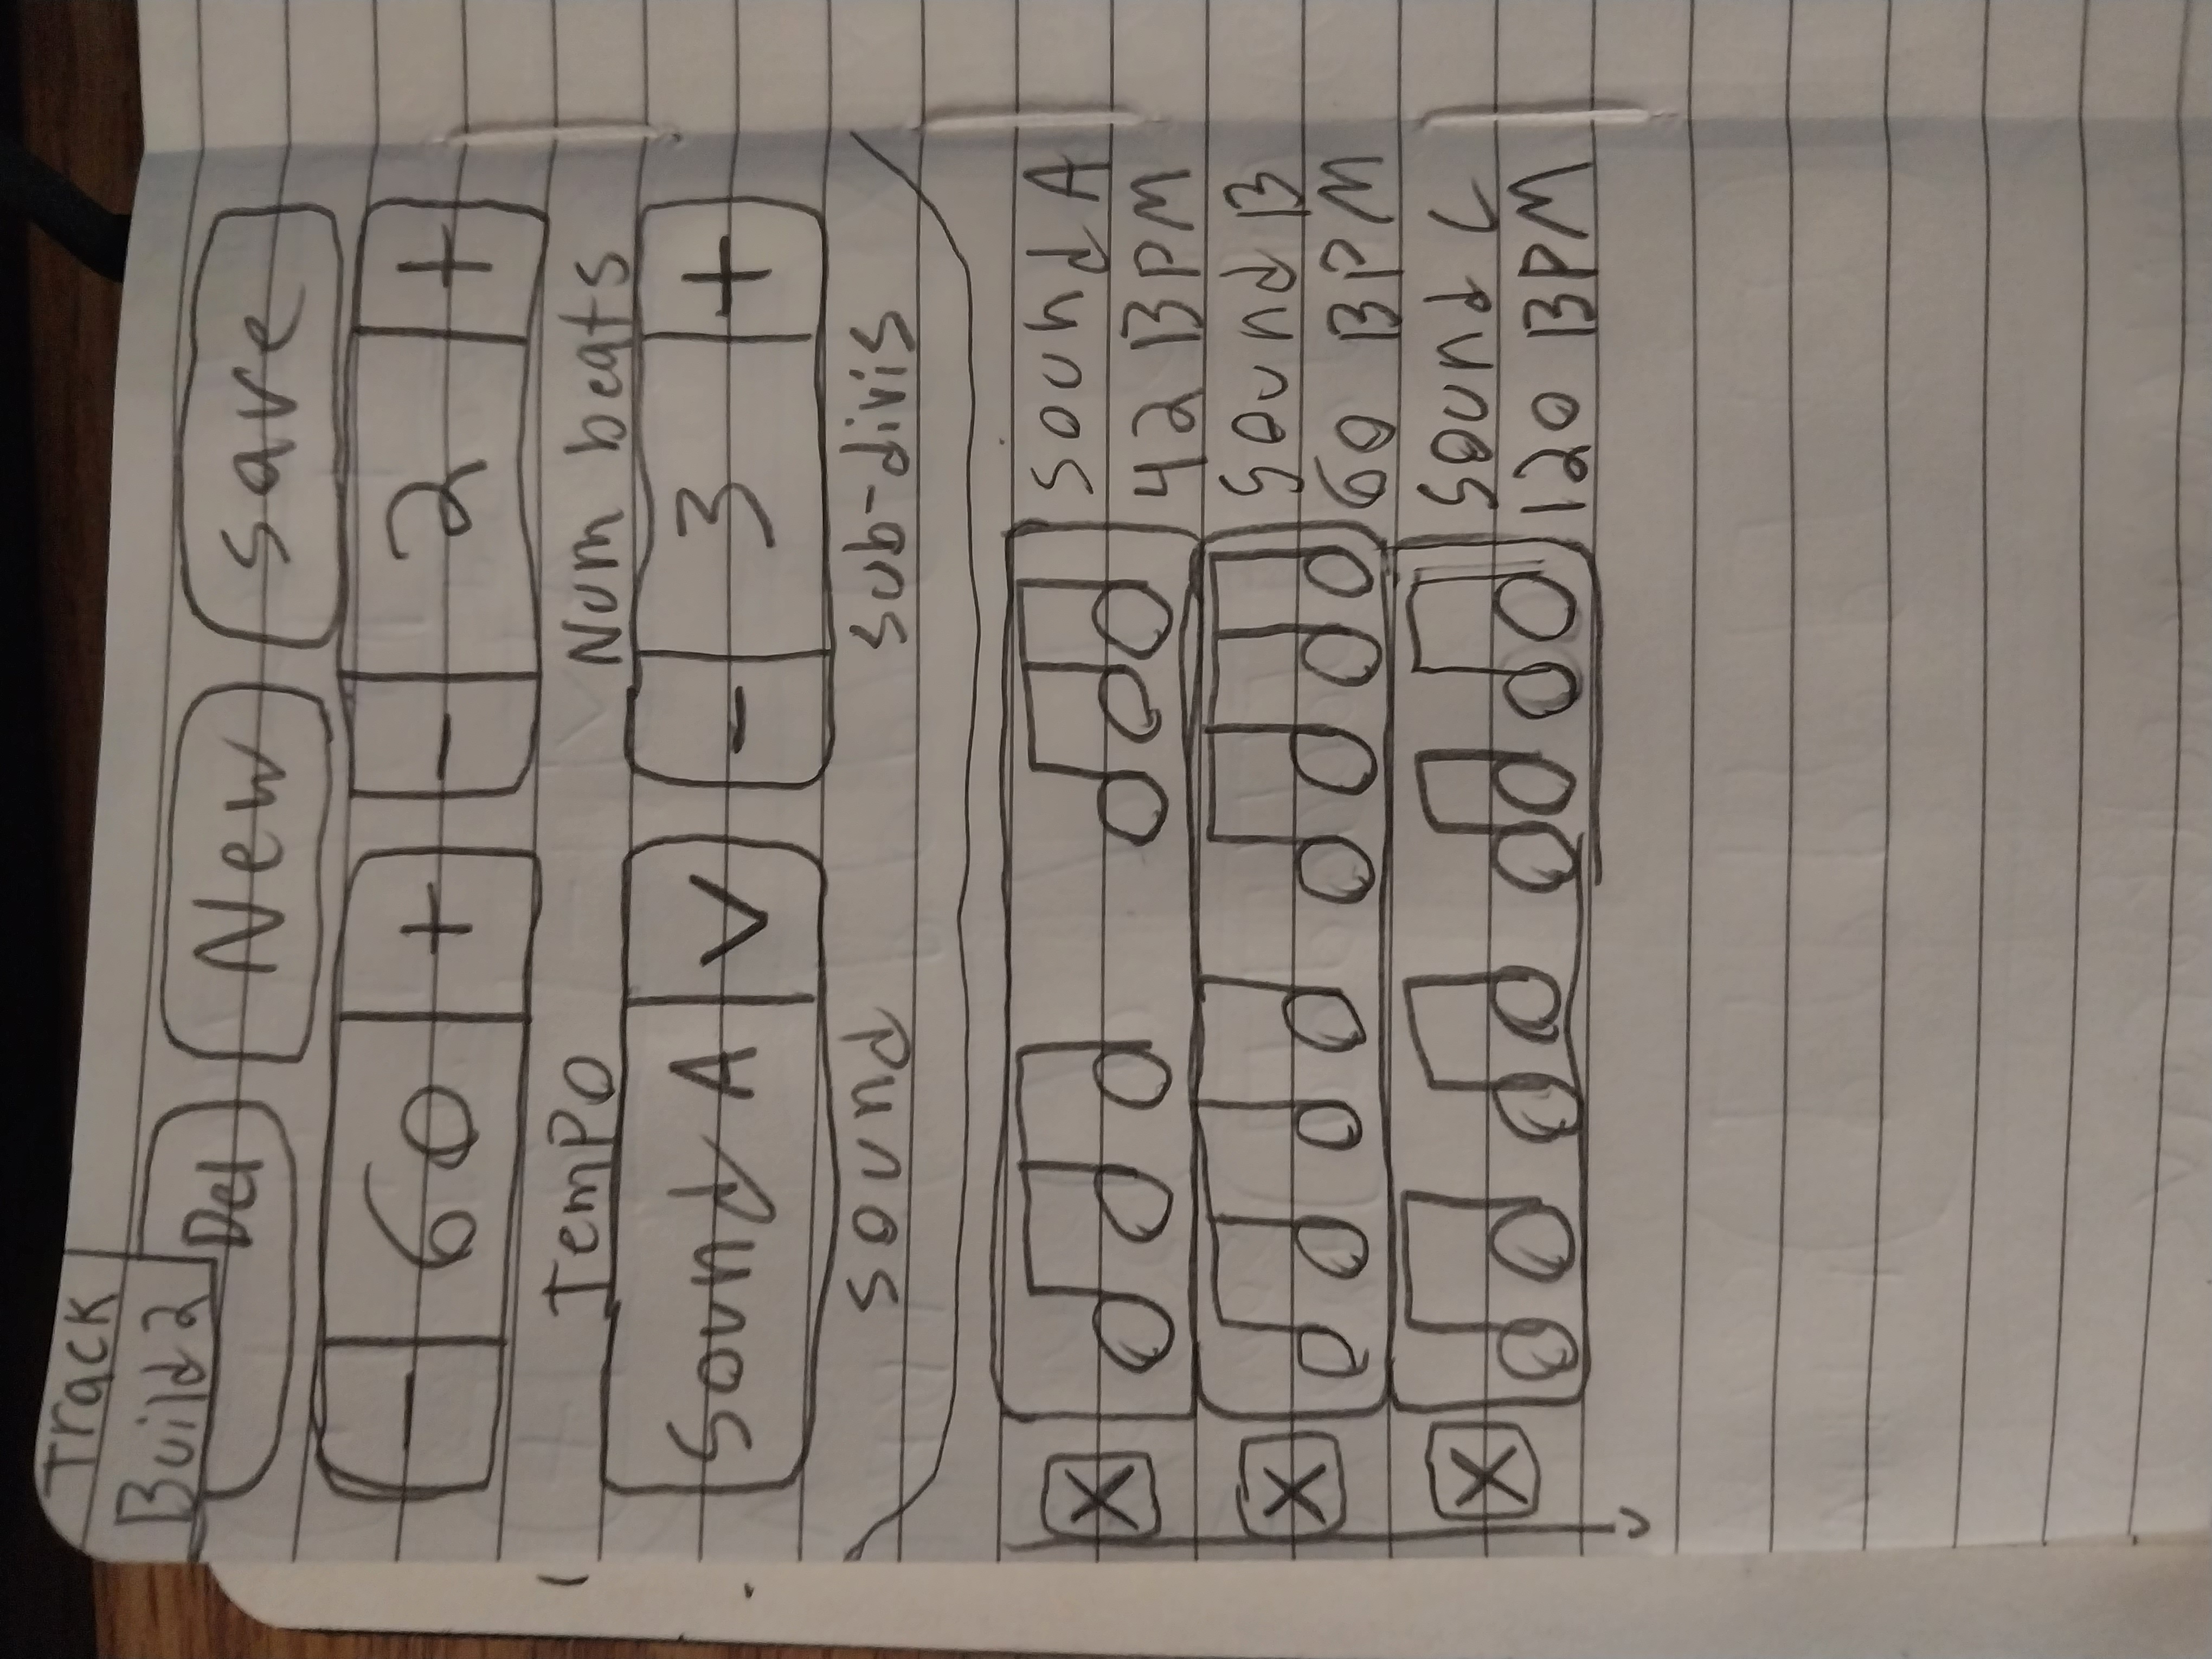 Track
Build 2
Del New Save
- 60 + - 2 +
Tempo Num beats
Sound A V - 3 +
Sound sub-divis
X Sound A
42 BPM
X Sound B
60 BPM
X Sound C
120 BPM